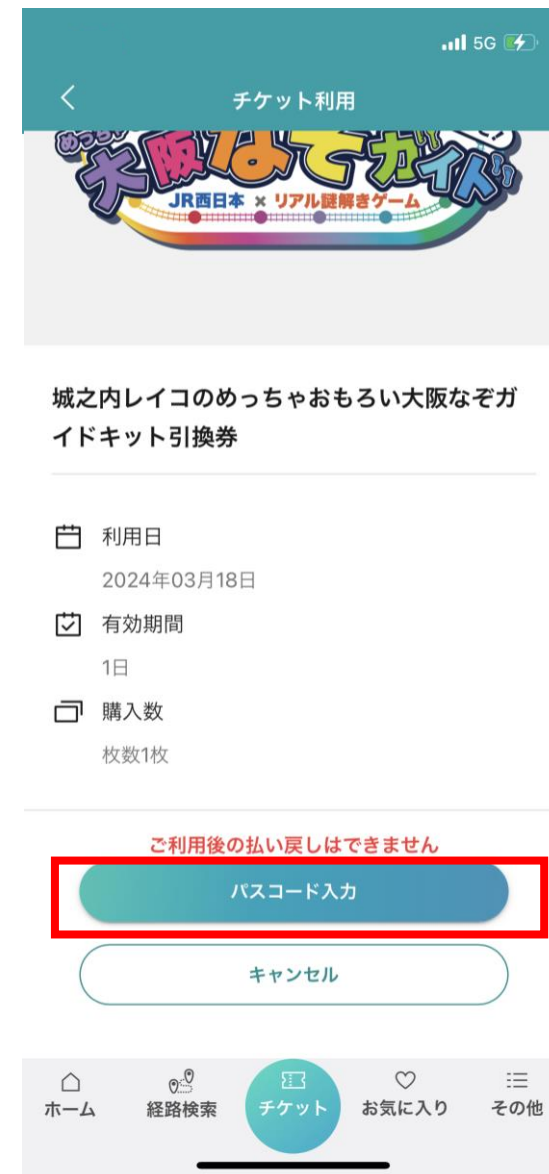 5G
チケット利用
めっちゃ
大阪なぞガイド
JR西日本 × リアル謎解きゲーム
城之内レイコのめっちゃおもろい大阪なぞガ
イドキット引換券
利用日
2024年03月18日
有効期間
1日
購入数
枚数1枚
ご利用後の払い戻しはできません
パスコード入力
キャンセル
ホーム 経路検索 チケット お気に入り その他